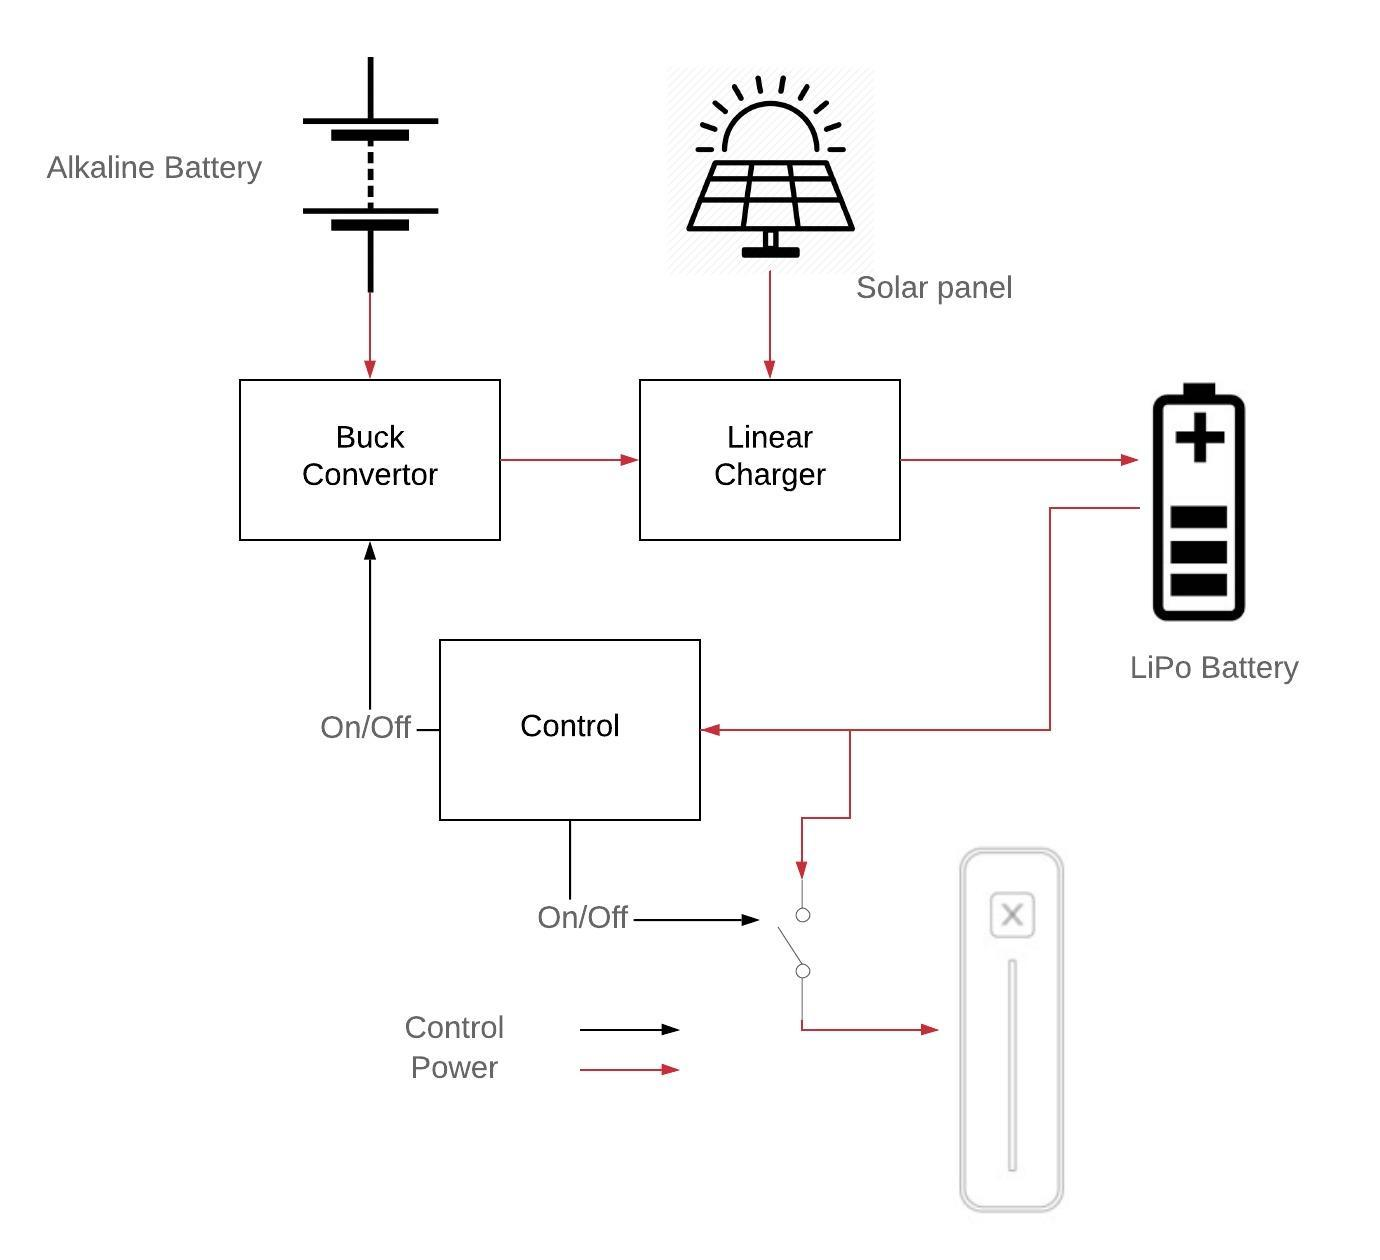 Alkaline Battery
Solar panel
Buck
Convertor
Linear
Charger
LiPo Battery
On/Off
Control
On/Off
X
Control
Power